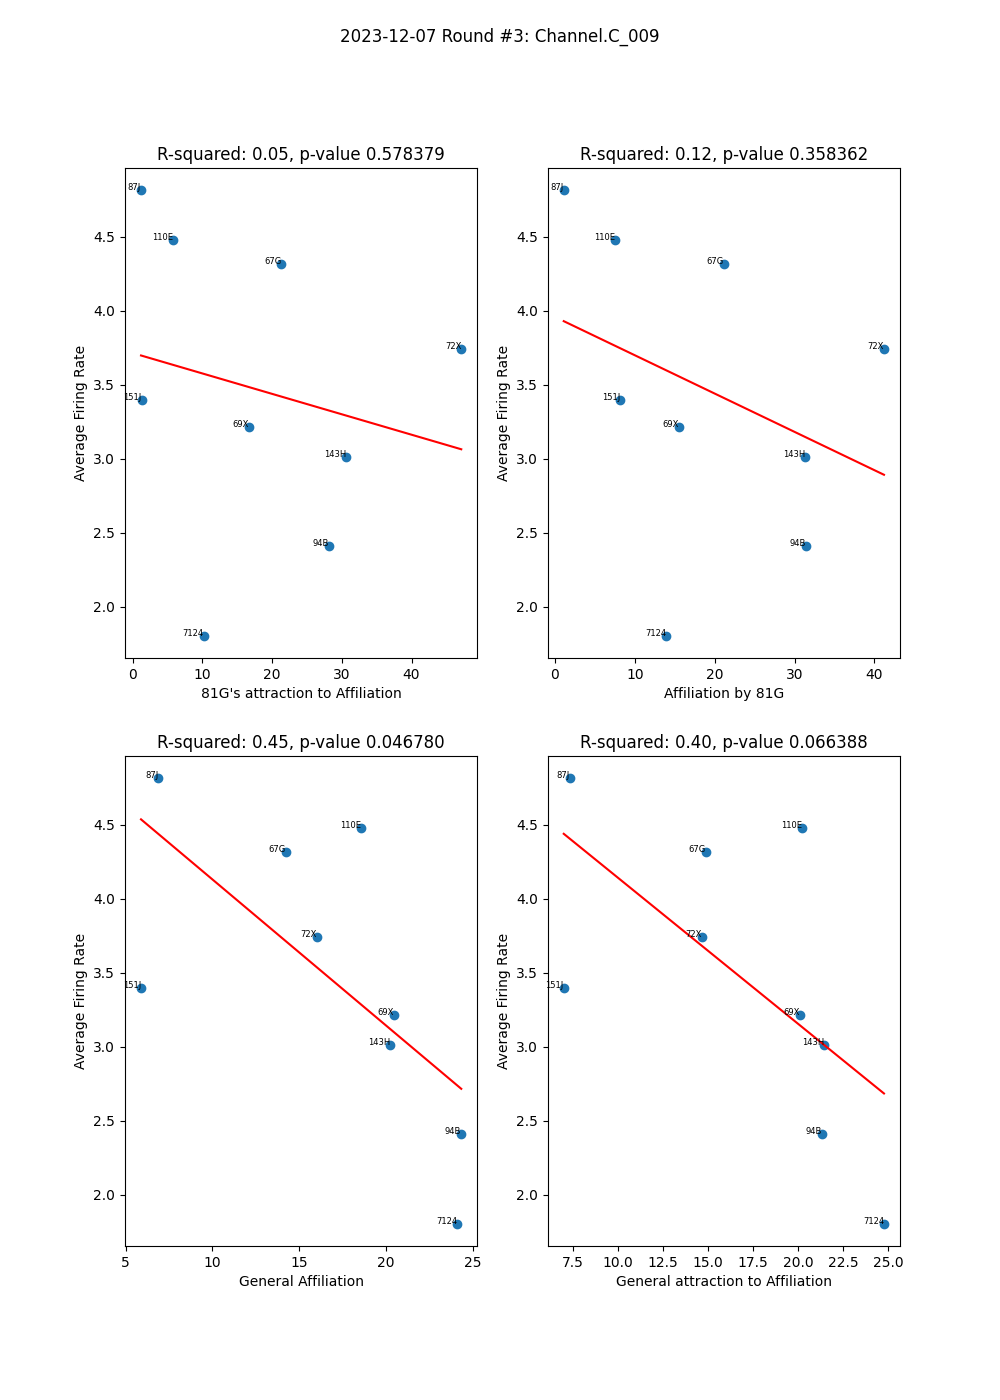 2023-12-07 Round #3: Channel.C_009
R-squared: 0.05, p-value 0.578379
87J
110E
67G
72X
151J
69X
143H
94B
7124
4.5
4.0
3.5
3.0
2.5
2.0
Average Firing Rate
0 10 20 30 40
81G's attraction to Affiliation
R-squared: 0.12, p-value 0.358362
87J
110E
67G
72X
151J
69X
143H
94B
7124
4.5
4.0
3.5
3.0
2.5
2.0
Average Firing Rate
0 10 20 30 40
Affiliation by 81G
R-squared: 0.45, p-value 0.046780
87J
110E
67G
72X
151J
69X
143H
94B
7124
4.5
4.0
3.5
3.0
2.5
2.0
Average Firing Rate
5 10 15 20 25
General Affiliation
R-squared: 0.40, p-value 0.066388
87J
110E
67G
72X
151J
69X
143H
94B
7124
4.5
4.0
3.5
3.0
2.5
2.0
Average Firing Rate
7.5 10.0 12.5 15.0 17.5 20.0 22.5 25.0
General attraction to Affiliation